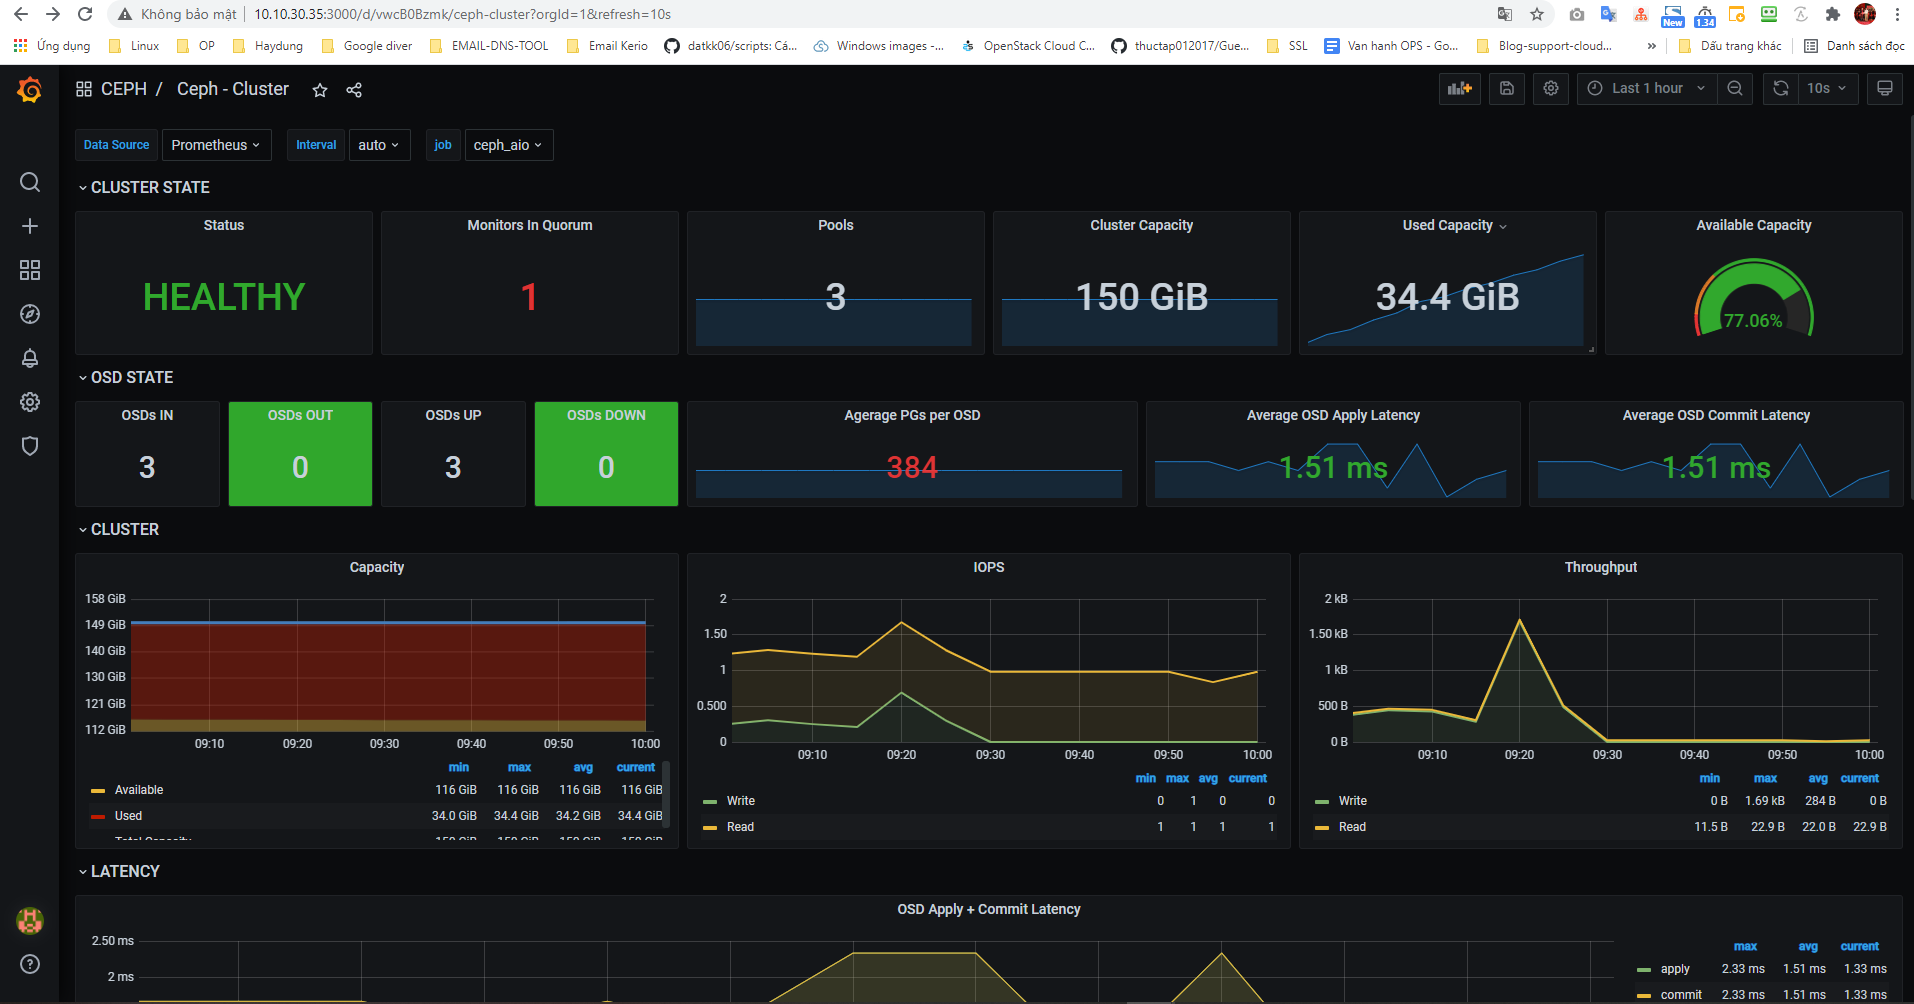 Không bảo mật
10.10.30.35:3000/d/vwcB0Bzmk/ceph-cluster?orgId=1&refresh=10s
New
1.34
Ứng dụng
Linux
OP
Haydung
Google diver
EMAIL-DNS-TOOL
Email Kerio
datkk06/scripts: Cá...
Windows images -...
OpenStack Cloud C...
thuctap012017/Gue...
SSL
Van hanh OPS - Go...
Blog-support-cloud...
»
Dấu trang khác
Danh sách đọc
CEPH / Ceph - Cluster
Last 1 hour
10s
Data Source
Prometheus
Interval
auto
job
ceph_aio
CLUSTER STATE
Status
HEALTHY
Monitors In Quorum
1
Pools
3
Cluster Capacity
150 GiB
Used Capacity
34.4 GiB
Available Capacity
77.06%
OSD STATE
OSDs IN
3
OSDs OUT
0
OSDs UP
3
OSDs DOWN
0
Agerage PGs per OSD
384
Average OSD Apply Latency
1.51 ms
Average OSD Commit Latency
1.51 ms
CLUSTER
Capacity
158 GiB
149 GiB
140 GiB
130 GiB
121 GiB
112 GiB
09:10 09:20 09:30 09:40 09:50 10:00
min max avg current
Available 116 GiB 116 GiB 116 GiB 116 GiB
Used 34.0 GiB 34.4 GiB 34.2 GiB 34.4 GiB
Total Capacity 150 GiB 150 GiB 150 GiB 150 GiB
IOPS
2
1.50
1
0.500
0
09:10 09:20 09:30 09:40 09:50 10:00
min max avg current
Write 0 1 0 0
Read 1 1 1 1
Throughput
2 kB
1.50 kB
1 kB
500 B
0 B
09:10 09:20 09:30 09:40 09:50 10:00
min max avg current
Write 0 B 1.69 kB 284 B 0 B
Read 11.5 B 22.9 B 22.0 B 22.9 B
LATENCY
OSD Apply + Commit Latency
2.50 ms
2 ms
max avg current
apply 2.33 ms 1.51 ms 1.33 ms
commit 2.33 ms 1.51 ms 1.33 ms